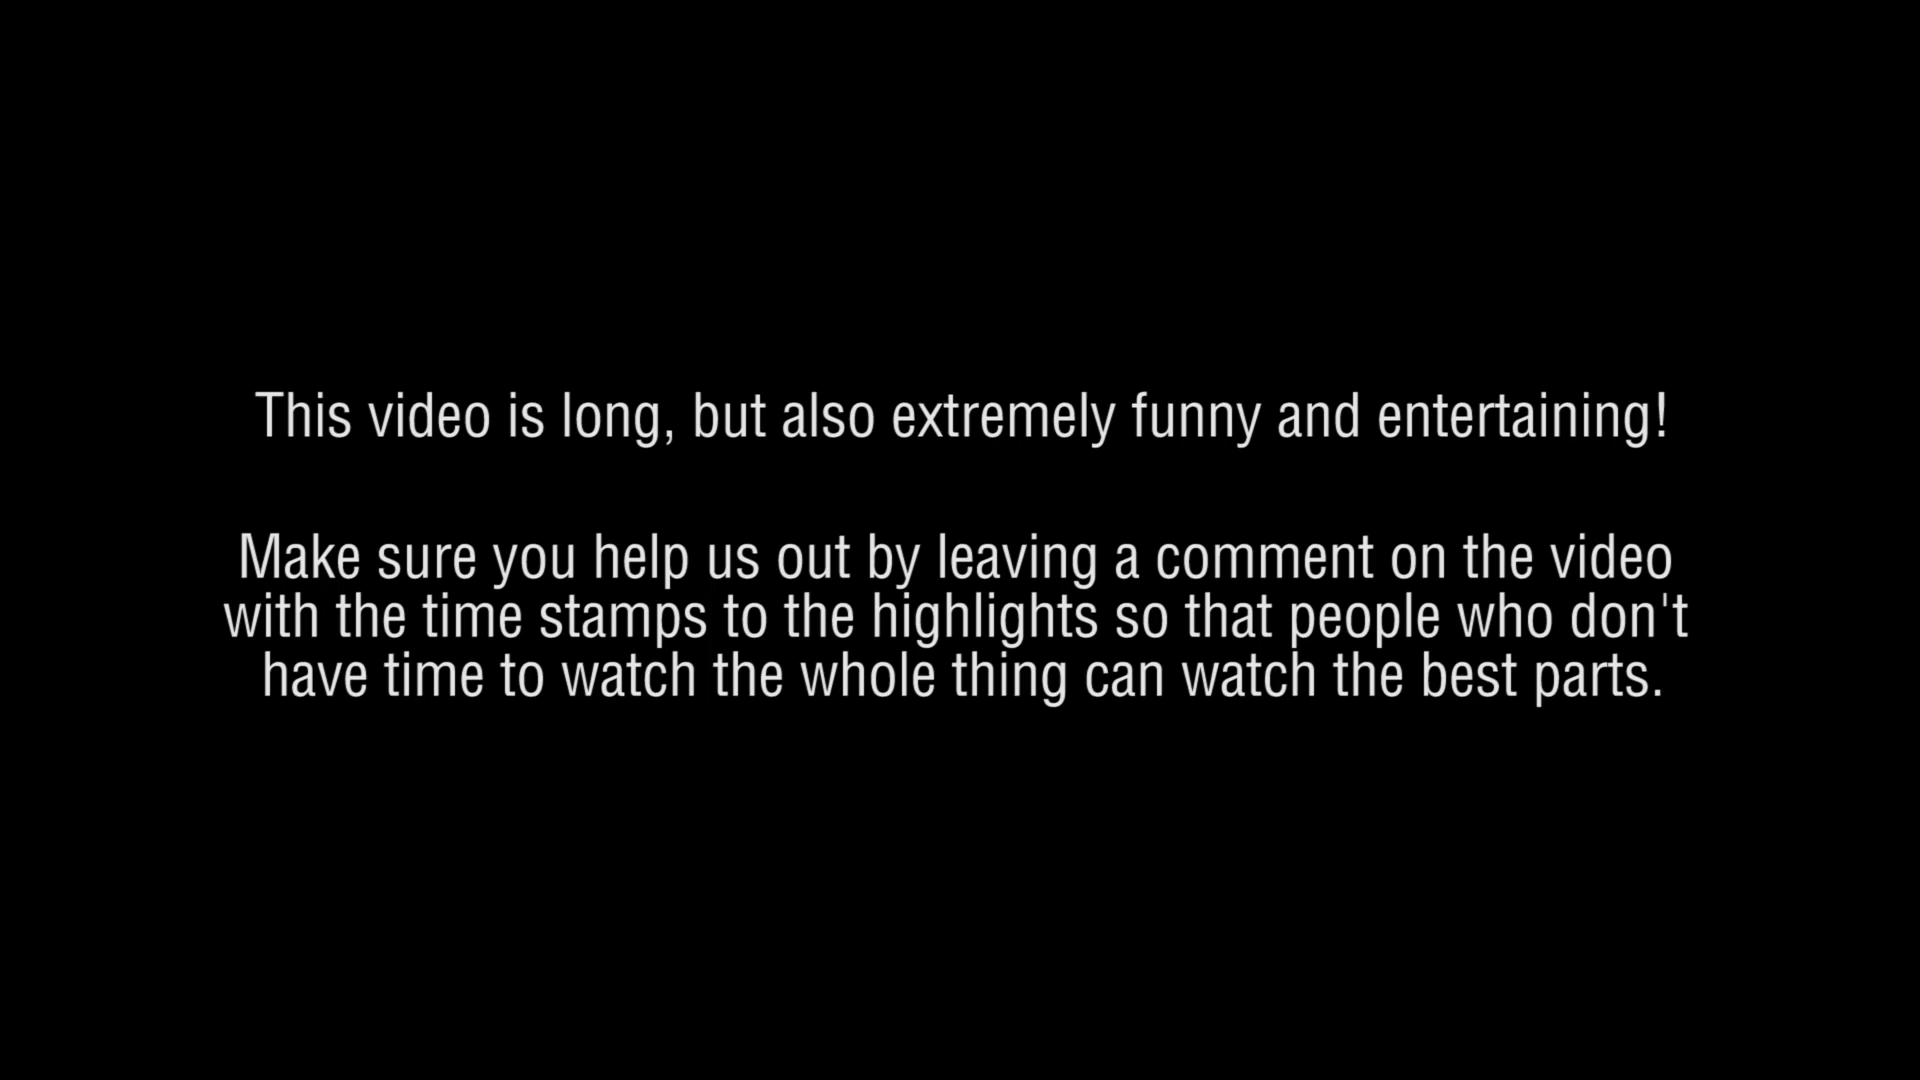 This video is long, but also extremely funny and entertaining!
Make sure you help us out by leaving a comment on the video
with the time stamps to the highlights so that people who don't
have time to watch the whole thing can watch the best parts.